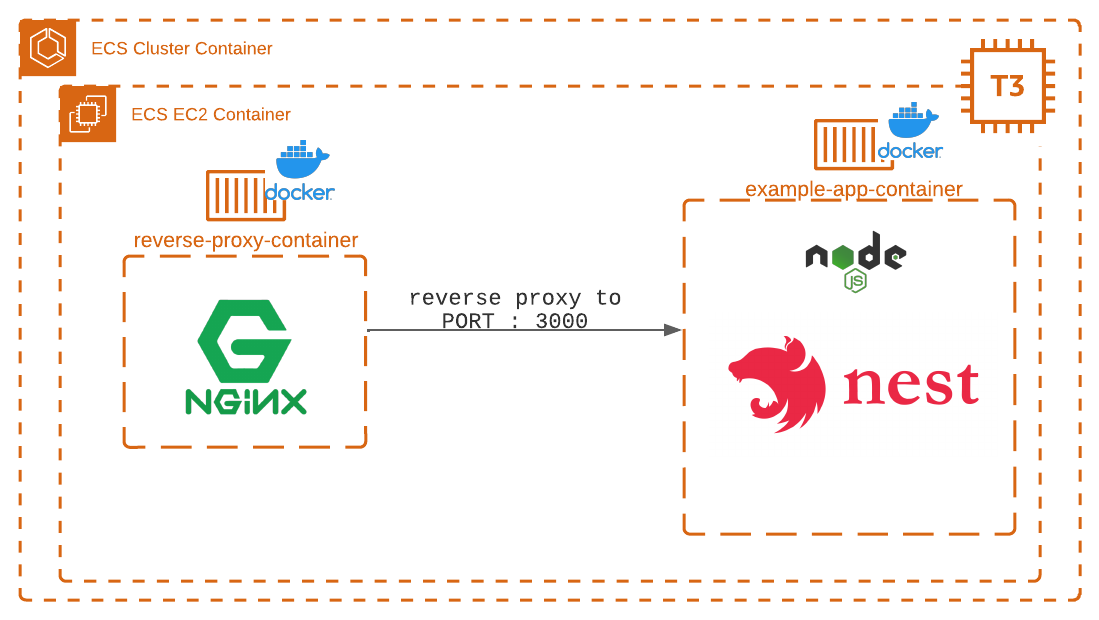 ECS Cluster Container
T3
ECS EC2 Container
docker
docker
example-app-container
reverse-proxy-container
node
JS
reverse proxy to
PORT : 3000
NGiNX
nest